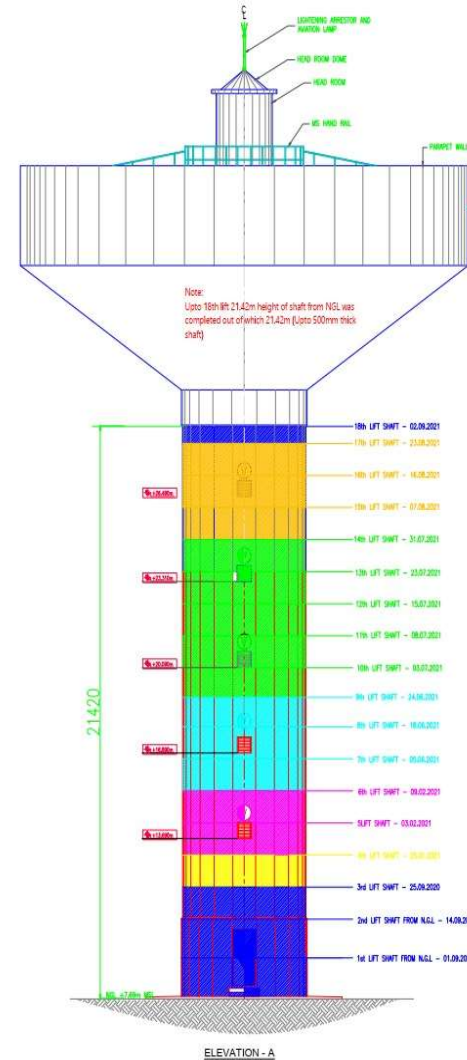 LIGHTENING ARRESTOR AND
AVIATION LAMP
HEAD ROOM DOME
HEAD ROOM
MS HAND RAIL
PARAPET WALL
Note:
Upto 18th lift 21.42m height of shaft from NGL was
completed out of which 21.42m (Upto 500mm thick
shaft)
18th LIFT SHAFT - 02.09.2021
17th LIFT SHAFT - 23.08.2021
16th LIFT SHAFT - 14.08.2021
15th LIFT SHAFT - 07.08.2021
14th LIFT SHAFT - 31.07.2021
13th LIFT SHAFT - 23.07.2021
12th LIFT SHAFT - 15.07.2021
11th LIFT SHAFT - 08.07.2021
10th LIFT SHAFT - 03.07.2021
9th LIFT SHAFT - 24.06.2021
8th LIFT SHAFT - 18.06.2021
7th LIFT SHAFT -
6th LIFT SHAFT - 09.02.2021
5LIFT SHAFT - 03.02.2021
LIFT SHAFT -
3rd LIFT SHAFT - 25.09.2020
2nd LIFT SHAFT FROM N.G.L - 14.09.20
1st LIFT SHAFT FROM N.G.L - 01.09.20
21420
ELEVATION - A